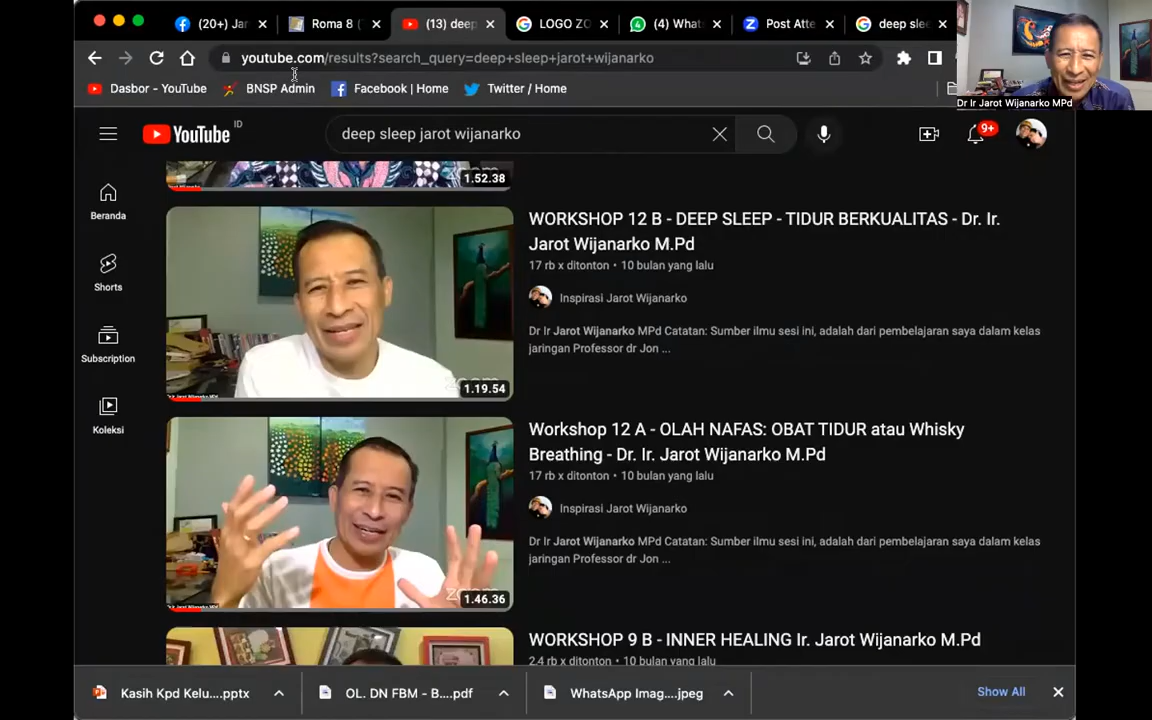 (20+) Jar
Roma 8 (
(13) deep
LOGO ZO
(4) Whats
Post Atte
deep slee
youtube.com/results?search_query=deep+sleep+jarot+wijanarko
Dasbor - YouTube
BNSP Admin
Facebook | Home
Twitter / Home
Dr Ir Jarot Wijanarko MPd
YouTube ID
deep sleep jarot wijanarko
9+
Beranda
Shorts
Subscription
Koleksi
1.52.38
WORKSHOP 12 B - DEEP SLEEP - TIDUR BERKUALITAS - Dr. Ir.
Jarot Wijanarko M.Pd
17 rb x ditonton • 10 bulan yang lalu
Inspirasi Jarot Wijanarko
Dr Ir Jarot Wijanarko MPd Catatan: Sumber ilmu sesi ini, adalah dari pembelajaran saya dalam kelas
jaringan Professor dr Jon ...
zoom
1.19.54
Workshop 12 A - OLAH NAFAS: OBAT TIDUR atau Whisky
Breathing - Dr. Ir. Jarot Wijanarko M.Pd
17 rb x ditonton • 10 bulan yang lalu
Inspirasi Jarot Wijanarko
Dr Ir Jarot Wijanarko MPd Catatan: Sumber ilmu sesi ini, adalah dari pembelajaran saya dalam kelas
jaringan Professor dr Jon ...
1.46.36
WORKSHOP 9 B - INNER HEALING Ir. Jarot Wijanarko M.Pd
2,4 rb x ditonton • 10 bulan yang lalu
Kasih Kpd Kelu....pptx
OL. DN FBM - B....pdf
WhatsApp Imag....jpeg
Show All